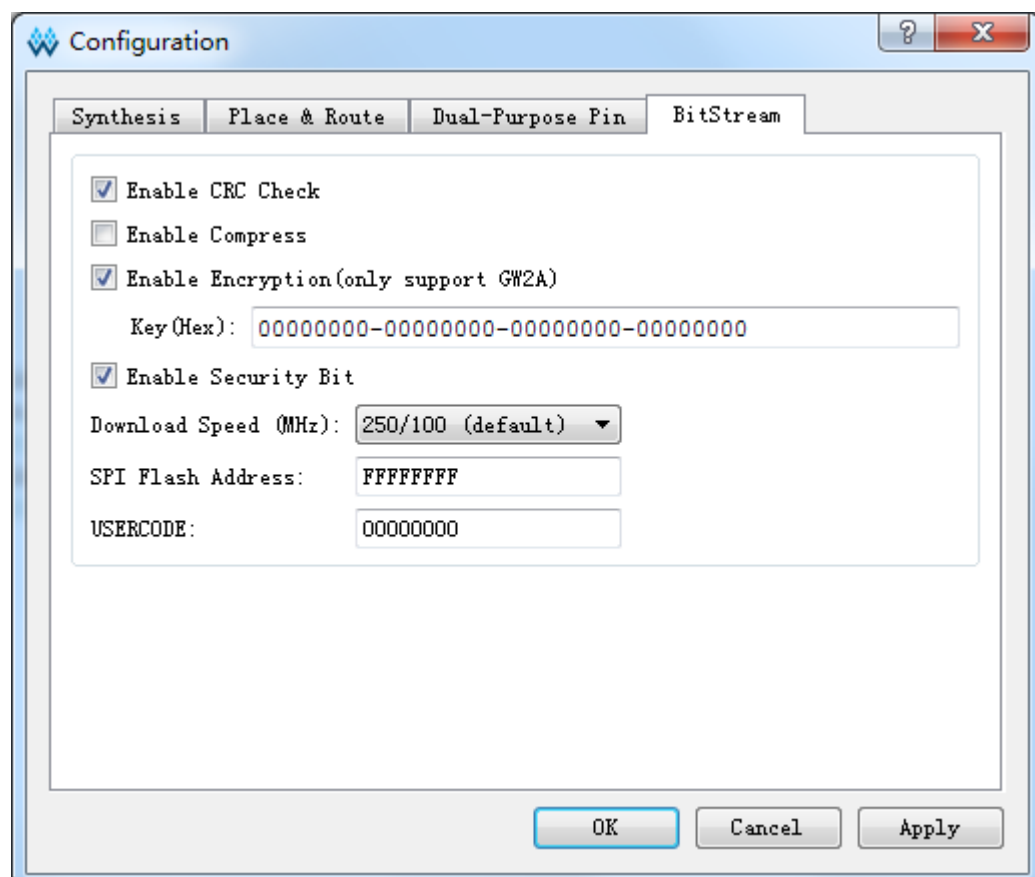 Configuration
Synthesis Place & Route Dual-Purpose Pin BitStream
Enable CRC Check
Enable Compress
Enable Encryption(only support GW2A)
Key(Hex): 00000000-00000000-00000000-00000000
Enable Security Bit
Download Speed (MHz): 250/100 (default)
SPI Flash Address: FFFFFFFF
USERCODE: 00000000
OK Cancel Apply